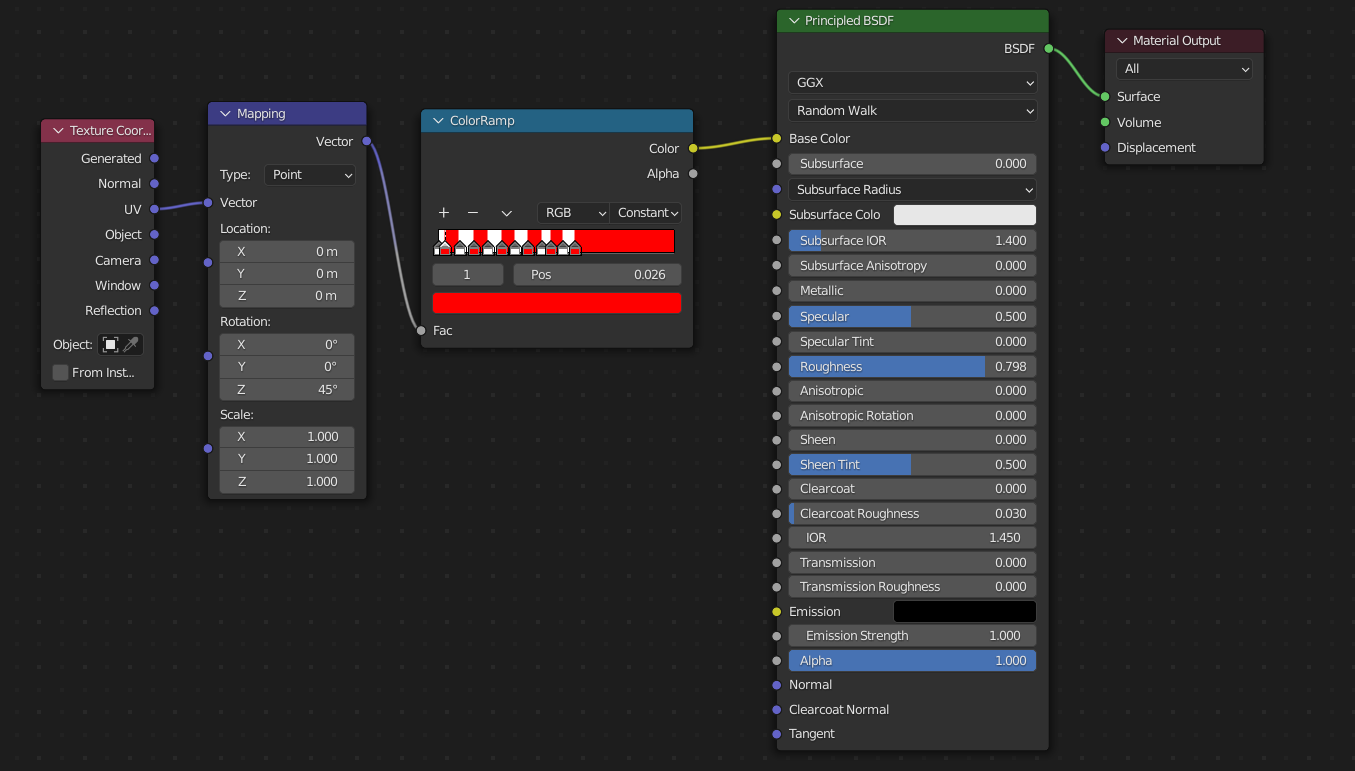 Texture Coor...
Generated
Normal
UV
Object
Camera
Window
Reflection
Object:
From Inst...
Mapping
Vector
Type: Point
Vector
Location:
X 0 m
Y 0 m
Z 0 m
Rotation:
X 0°
Y 0°
Z 45°
Scale:
X 1.000
Y 1.000
Z 1.000
ColorRamp
Color
Alpha
+ − RGB Constant
1 Pos 0.026
Fac
Principled BSDF
BSDF
GGX
Random Walk
Base Color
Subsurface 0.000
Subsurface Radius
Subsurface Colo
Subsurface IOR 1.400
Subsurface Anisotropy 0.000
Metallic 0.000
Specular 0.500
Specular Tint 0.000
Roughness 0.798
Anisotropic 0.000
Anisotropic Rotation 0.000
Sheen 0.000
Sheen Tint 0.500
Clearcoat 0.000
Clearcoat Roughness 0.030
IOR 1.450
Transmission 0.000
Transmission Roughness 0.000
Emission
Emission Strength 1.000
Alpha 1.000
Normal
Clearcoat Normal
Tangent
Material Output
All
Surface
Volume
Displacement